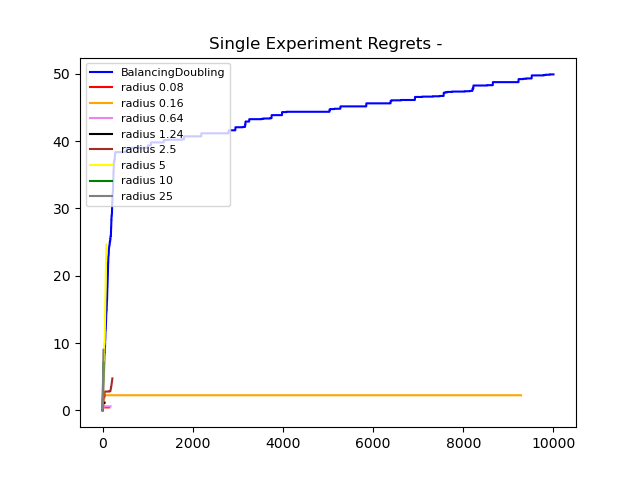 Single Experiment Regrets -
50
40
30
20
10
0
BalancingDoubling
radius 0.08
radius 0.16
radius 0.64
radius 1.24
radius 2.5
radius 5
radius 10
radius 25
0 2000 4000 6000 8000 10000